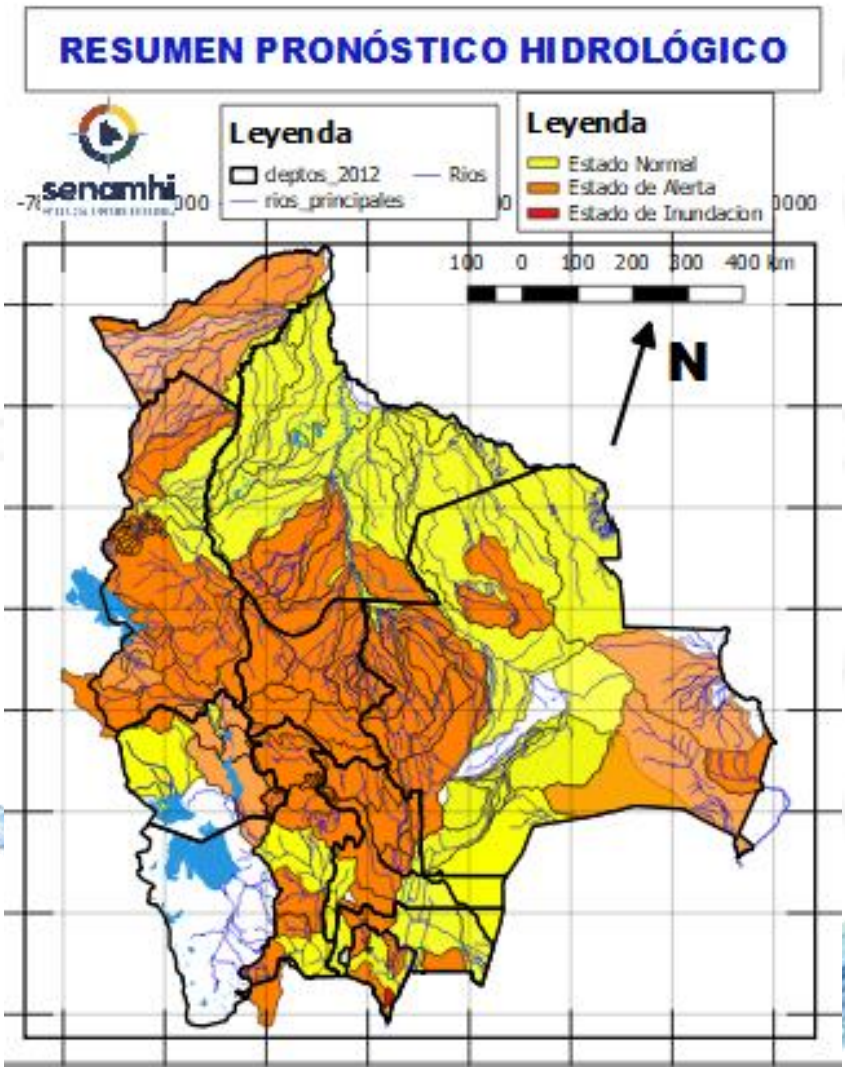 RESUMEN PRONÓSTICO HIDROLÓGICO
senamhi
Leyenda
deptos_2012
Rios
rios_principales
Leyenda
Estado Normal
Estado de Alerta
Estado de Inundacion
100 0 100 200 300 400 km
N